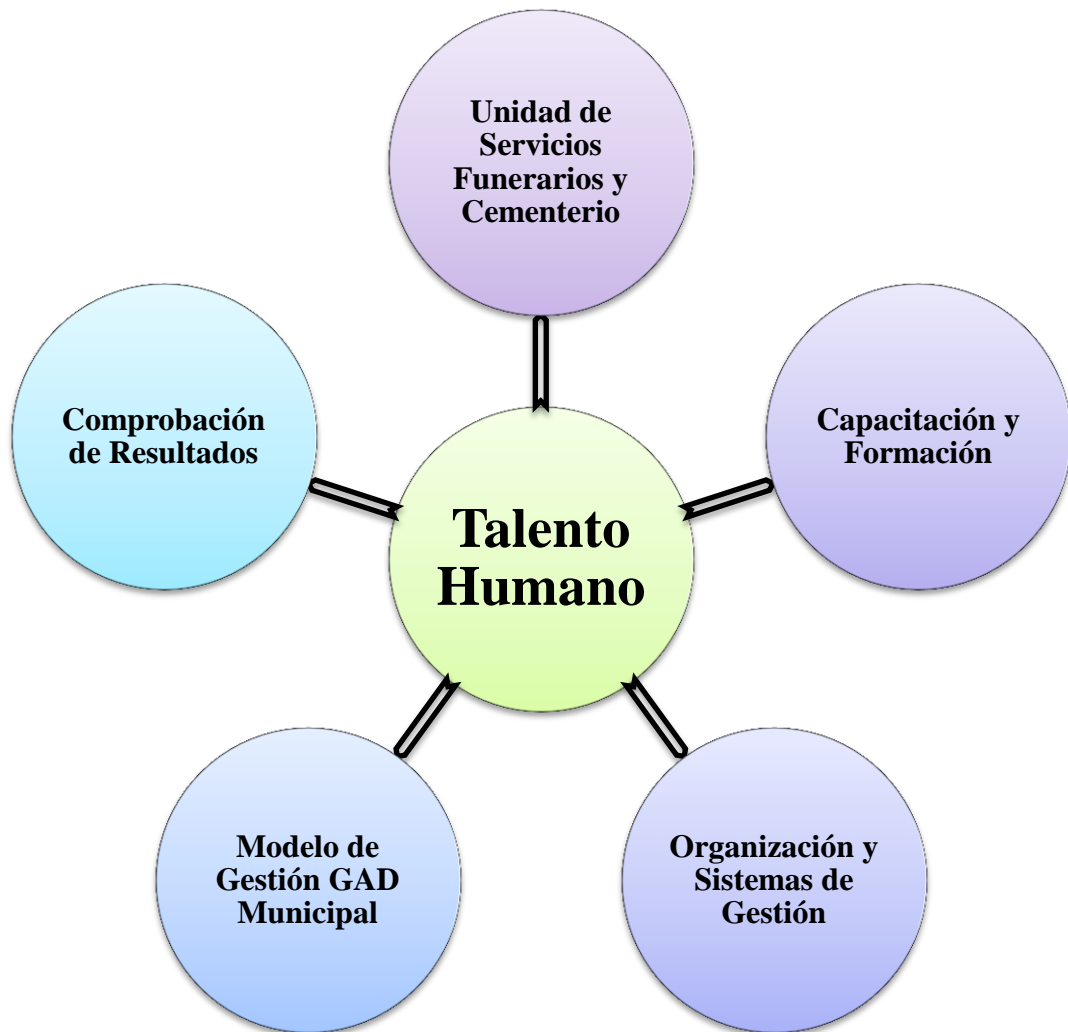 Unidad de
Servicios
Funerarios y
Cementerio
Capacitación y
Formación
Organización y
Sistemas de
Gestión
Modelo de
Gestión GAD
Municipal
Comprobación
de Resultados
Talento
Humano